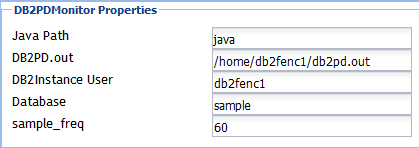 DB2PDMonitor Properties
Java Path java
DB2PD.out /home/db2fenc1/db2pd.out
DB2Instance User db2fenc1
Database sample
sample_freq 60